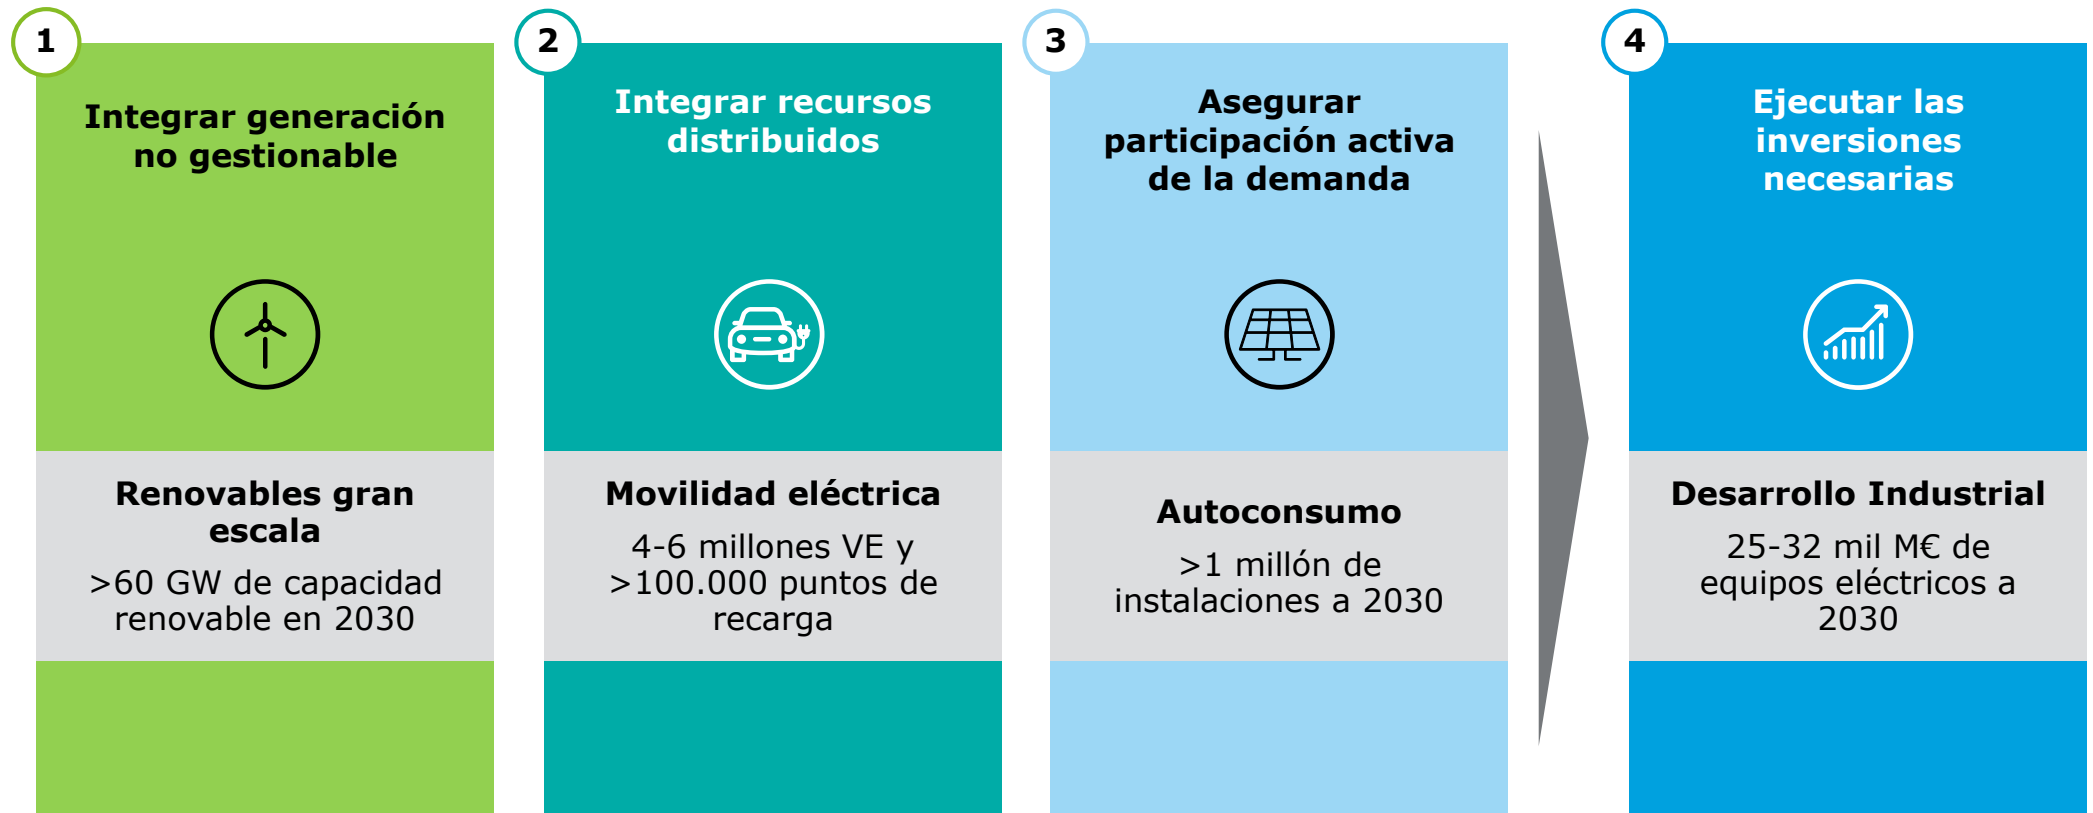 1
Integrar generación
no gestionable
Renovables gran
escala
>60 GW de capacidad
renovable en 2030
2
Integrar recursos
distribuidos
Movilidad eléctrica
4-6 millones VE y
>100.000 puntos de
recarga
3
Asegurar
participación activa
de la demanda
Autoconsumo
>1 millón de
instalaciones a 2030
4
Ejecutar las
inversiones
necesarias
Desarrollo Industrial
25-32 mil M€ de
equipos eléctricos a
2030